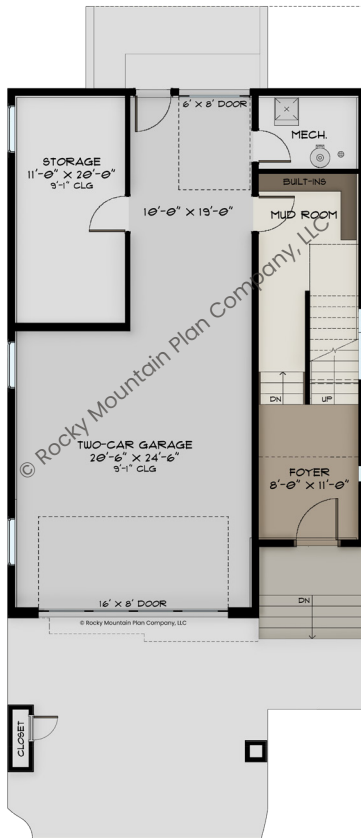 6'X 8' DOOR
MECH.
STORAGE
11'-0" X 20'-0"
9'-1" CLG
BUILT-INS
10'-0" X 19'-0"
MUD ROOM
© Rocky Mountain Plan Company, LLC
DN
UP
TWO-CAR GARAGE
20'-6" X 24'-6"
9'-1" CLG
FOYER
8'-0" X 11'-0"
16' X 8' DOOR
DN
© Rocky Mountain Plan Company, LLC
CLOSET